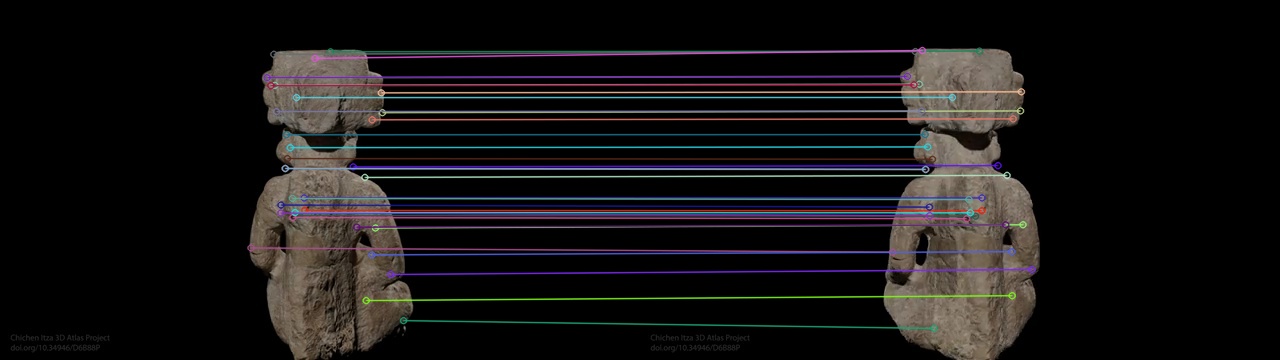 Chichen Itza 3D Atlas Project
doi.org/10.34946/D6B88P
Chichen Itza 3D Atlas Project
doi.org/10.34946/D6B88P